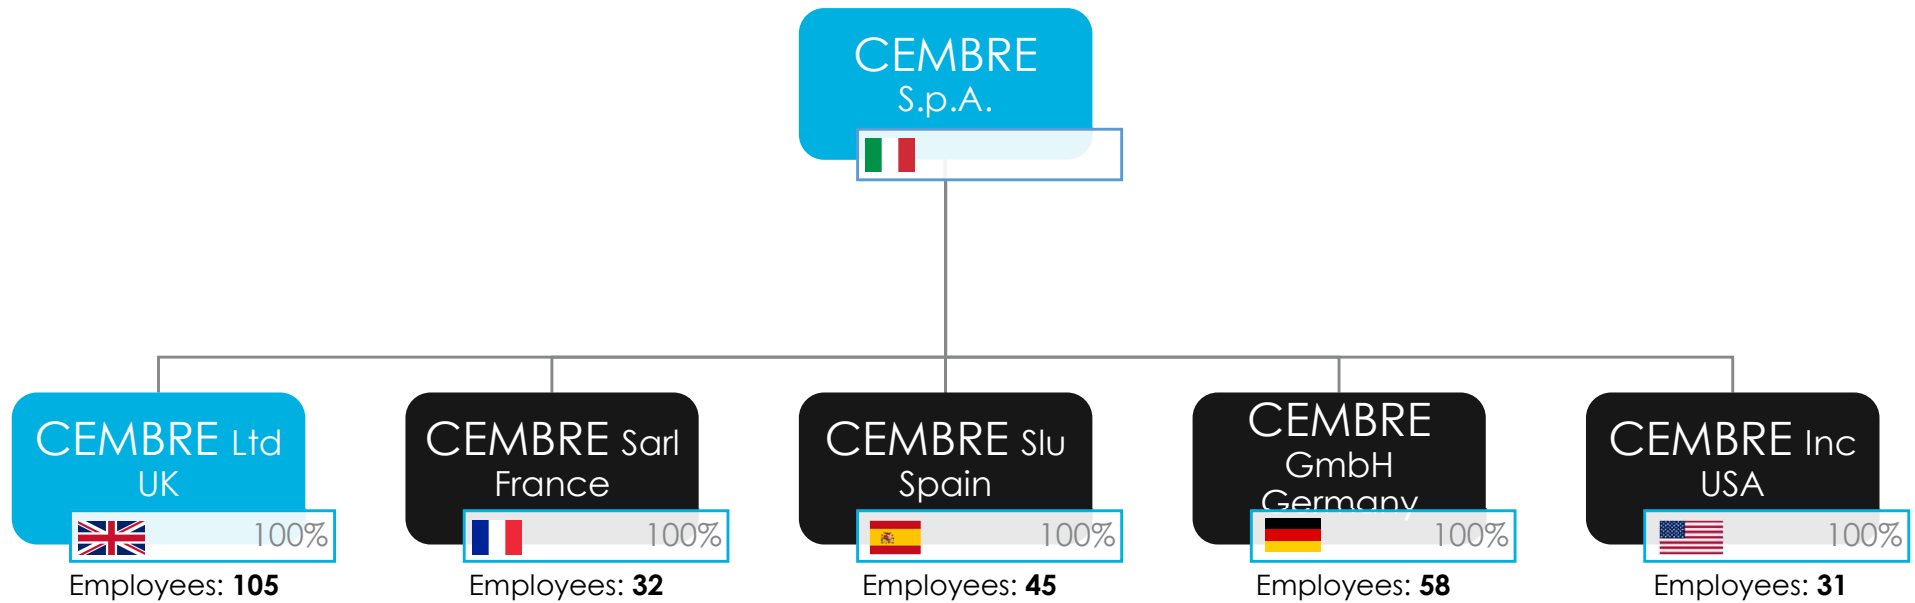 CEMBRE
S.p.A.
CEMBRE Ltd
UK
100%
Employees: 105
CEMBRE Sarl
France
100%
Employees: 32
CEMBRE Slu
Spain
100%
Employees: 45
CEMBRE
GmbH
Germany
100%
Employees: 58
CEMBRE Inc
USA
100%
Employees: 31